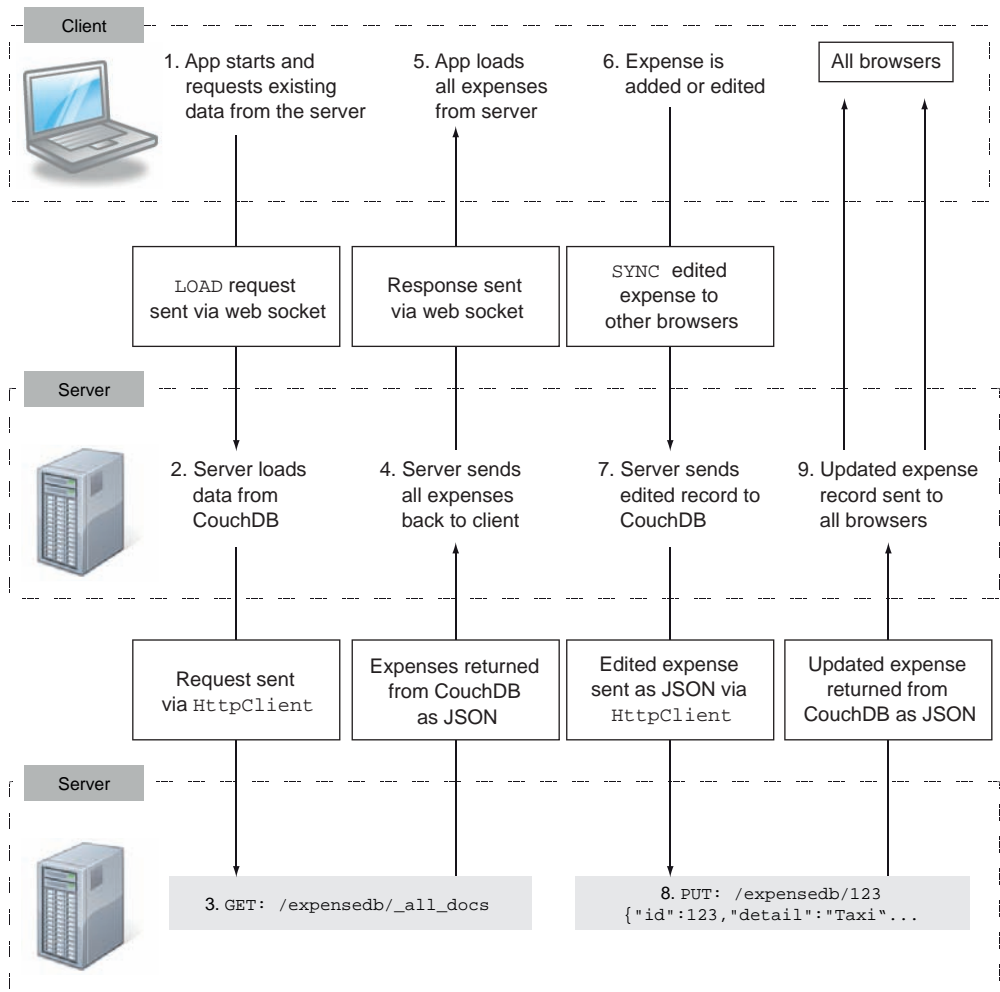 Client
1. App starts and
requests existing
data from the server
5. App loads
all expenses
from server
6. Expense is
added or edited
All browsers
LOAD request
sent via web socket
Response sent
via web socket
SYNC edited
expense to
other browsers
Server
2. Server loads
data from
CouchDB
4. Server sends
all expenses
back to client
7. Server sends
edited record to
CouchDB
9. Updated expense
record sent to
all browsers
Request sent
via HttpClient
Expenses returned
from CouchDB
as JSON
Edited expense
sent as JSON via
HttpClient
Updated expense
returned from
CouchDB as JSON
Server
3. GET: /expensedb/_all_docs
8. PUT: /expensedb/123
{"id":123,"detail":"Taxi“...